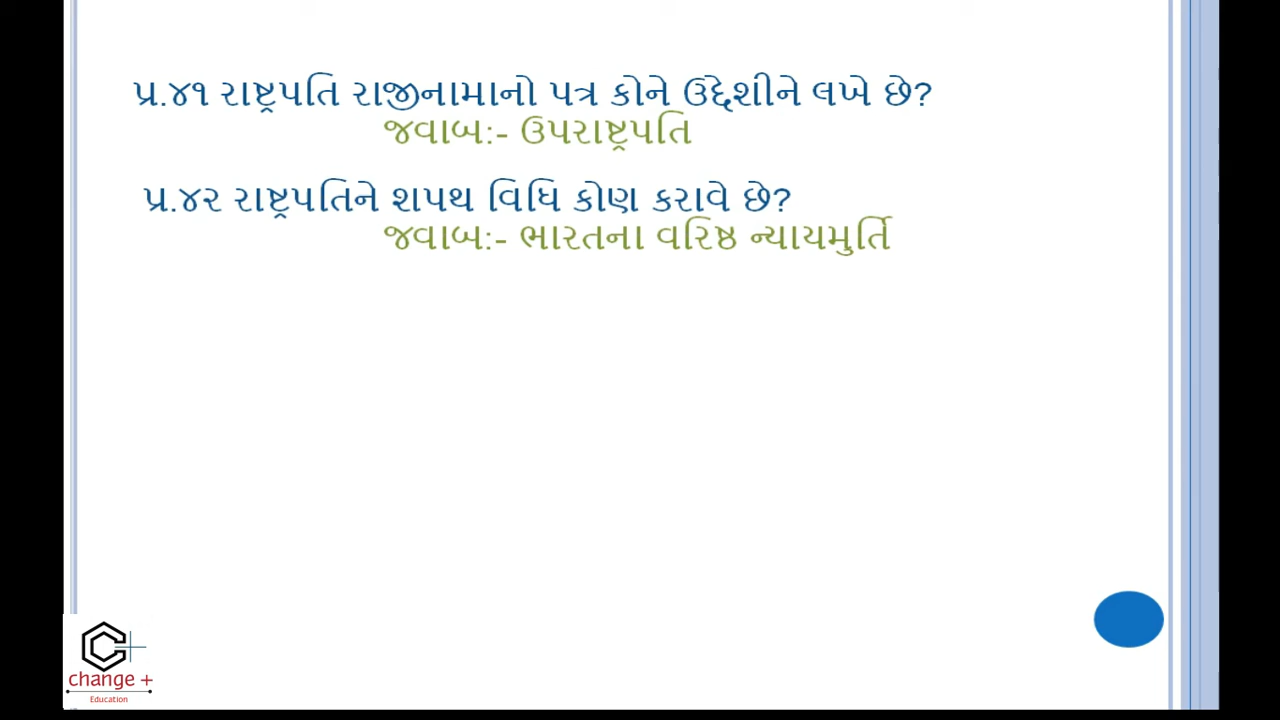 પ્ર.૪૧ રાષ્ટ્રપતિ રાજીનામાનો પત્ર કોને ઉદ્દેશીને લખે છે?
જવાબ:- ઉપરાષ્ટ્રપતિ
પ્ર.૪૨ રાષ્ટ્રપતિને શપથ વિધિ કોણ કરાવે છે?
જવાબ:- ભારતના વરિષ્ઠ ન્યાયમુર્તિ
change +
Education